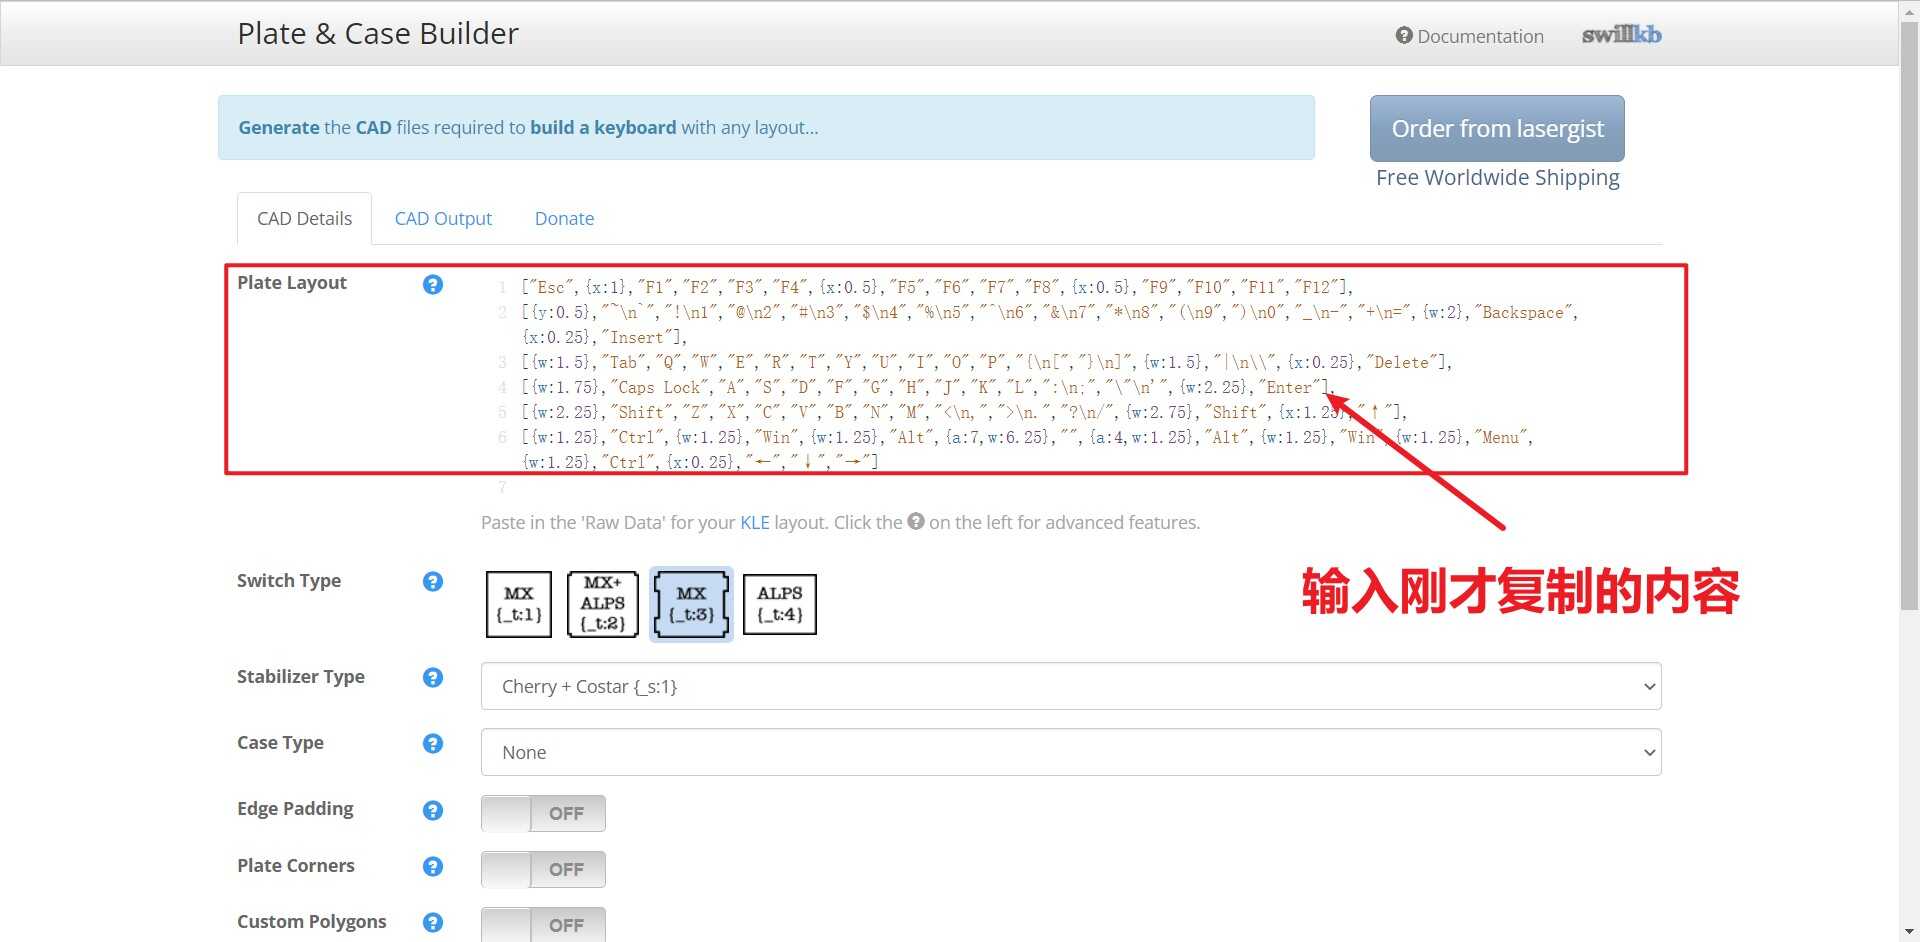 Plate & Case Builder
Documentation
swillkb
Generate the CAD files required to build a keyboard with any layout...
Order from lasergist
Free Worldwide Shipping
CAD Details
CAD Output
Donate
Plate Layout
1 ["Esc",{x:1},"F1","F2","F3","F4",{x:0.5},"F5","F6","F7","F8",{x:0.5},"F9","F10","F11","F12"],
2 [{y:0.5},"~\n`","!\n1","@\n2","#\n3","$\n4","%\n5","^\n6","&\n7","*\n8","(\n9",")\n0","_\n-","+\n=",{w:2},"Backspace",
{x:0.25},"Insert"],
3 [{w:1.5},"Tab","Q","W","E","R","T","Y","U","I","O","P","{\n[","}\n]",{w:1.5},"|\n\\",{x:0.25},"Delete"],
4 [{w:1.75},"Caps Lock","A","S","D","F","G","H","J","K","L",":\n;","\"\n'",{w:2.25},"Enter"],
5 [{w:2.25},"Shift","Z","X","C","V","B","N","M","<\n,",">\n.","?\n/",{w:2.75},"Shift",{x:1.25},"↑"],
6 [{w:1.25},"Ctrl",{w:1.25},"Win",{w:1.25},"Alt",{a:7,w:6.25},"",{a:4,w:1.25},"Alt",{w:1.25},"Win",{w:1.25},"Menu",
{w:1.25},"Ctrl",{x:0.25},"←","↓","→"]
7
Paste in the 'Raw Data' for your KLE layout. Click the ? on the left for advanced features.
输入刚才复制的内容
Switch Type
MX
{_t:1}
MX+
ALPS
{_t:2}
MX
{_t:3}
ALPS
{_t:4}
Stabilizer Type
Cherry + Costar {_s:1}
Case Type
None
Edge Padding
OFF
Plate Corners
OFF
Custom Polygons
OFF